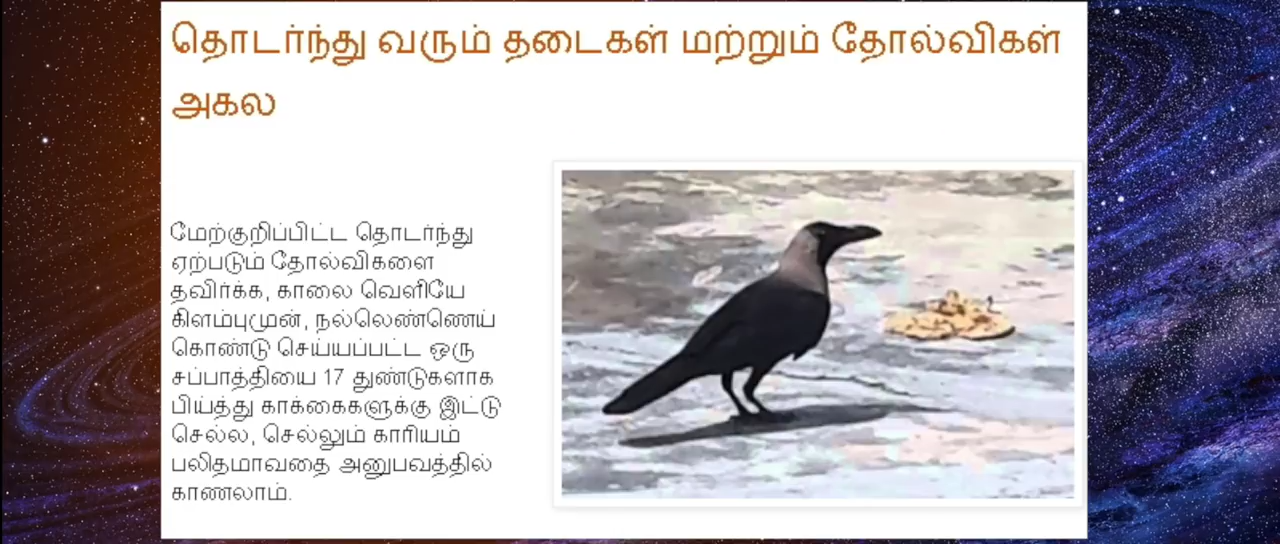 தொடர்ந்து வரும் தடைகள் மற்றும் தோல்விகள்
அகல
மேற்குறிப்பிட்ட தொடர்ந்து
ஏற்படும் தோல்விகளை
தவிர்க்க, காலை வெளியே
கிளம்புமுன், நல்லெண்ணெய்
கொண்டு செய்யப்பட்ட ஒரு
சப்பாத்தியை 17 துண்டுகளாக
பிய்த்து காக்கைகளுக்கு இட்டு
செல்ல, செல்லும் காரியம்
பலிதமாவதை அனுபவத்தில்
காணலாம்.